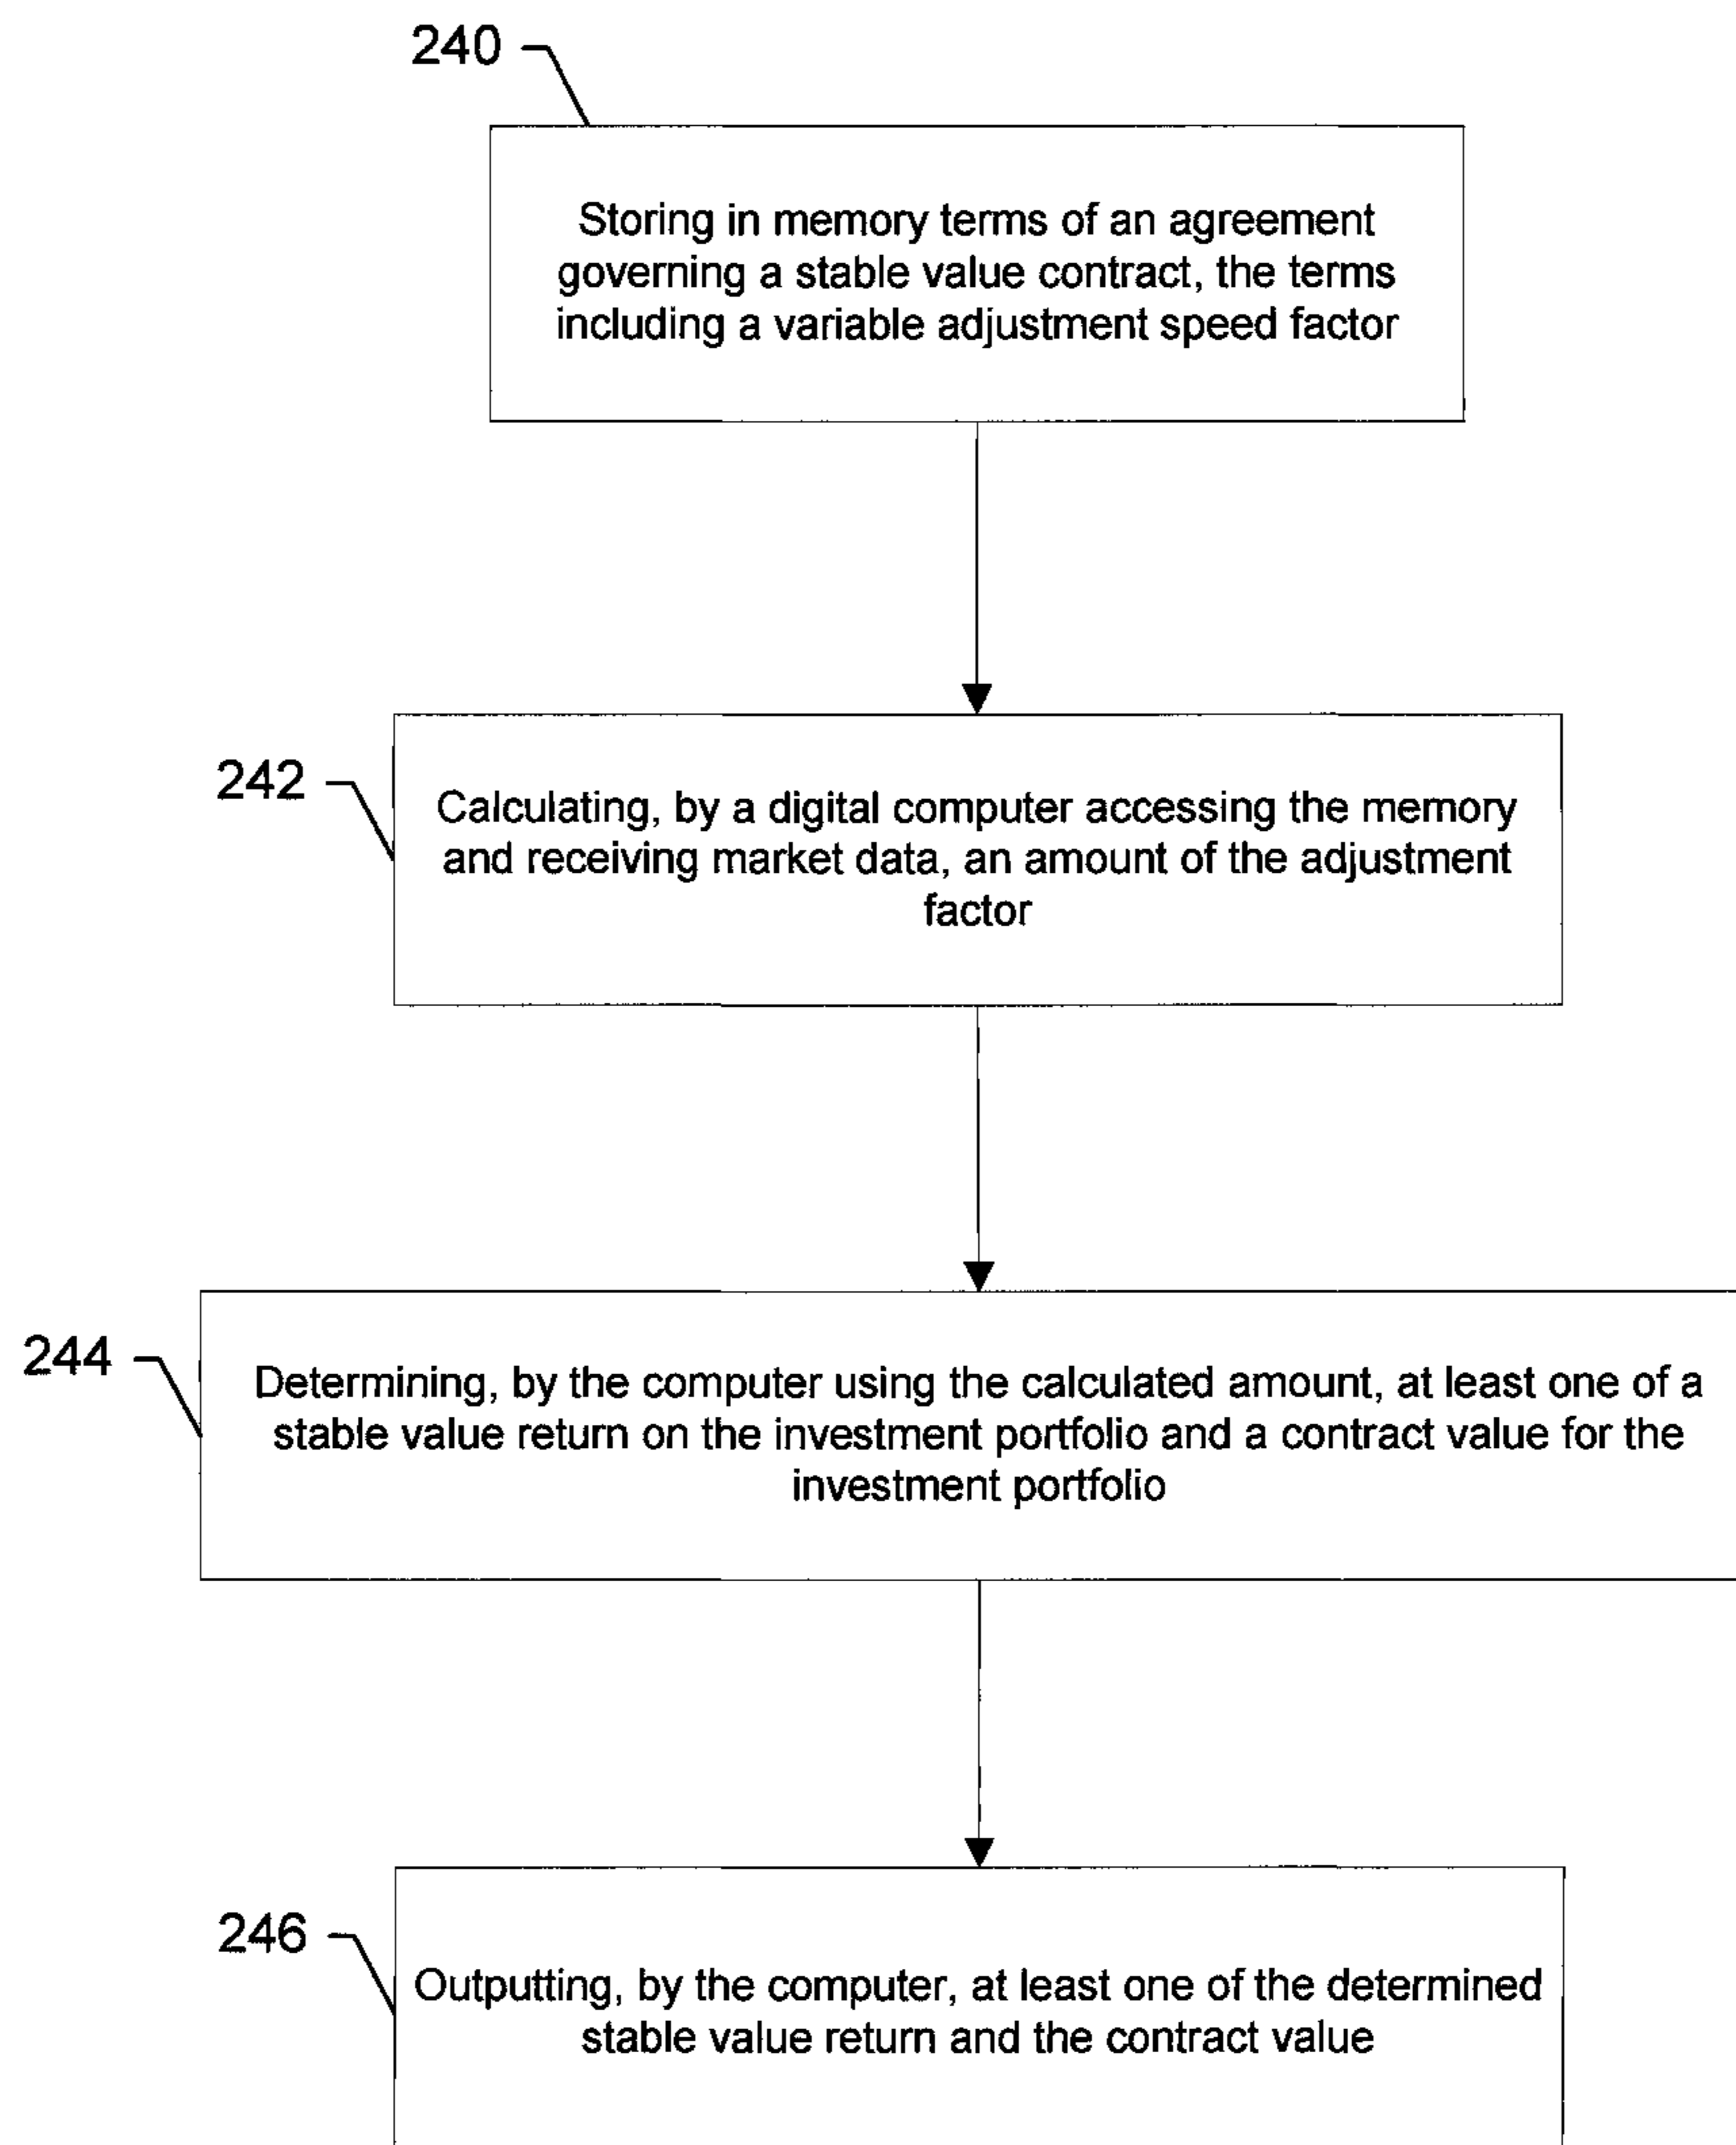 240
Storing in memory terms of an agreement
governing a stable value contract, the terms
including a variable adjustment speed factor
242
Calculating, by a digital computer accessing the memory
and receiving market data, an amount of the adjustment
factor
244
Determining, by the computer using the calculated amount, at least one of a
stable value return on the investment portfolio and a contract value for the
investment portfolio
246
Outputting, by the computer, at least one of the determined
stable value return and the contract value